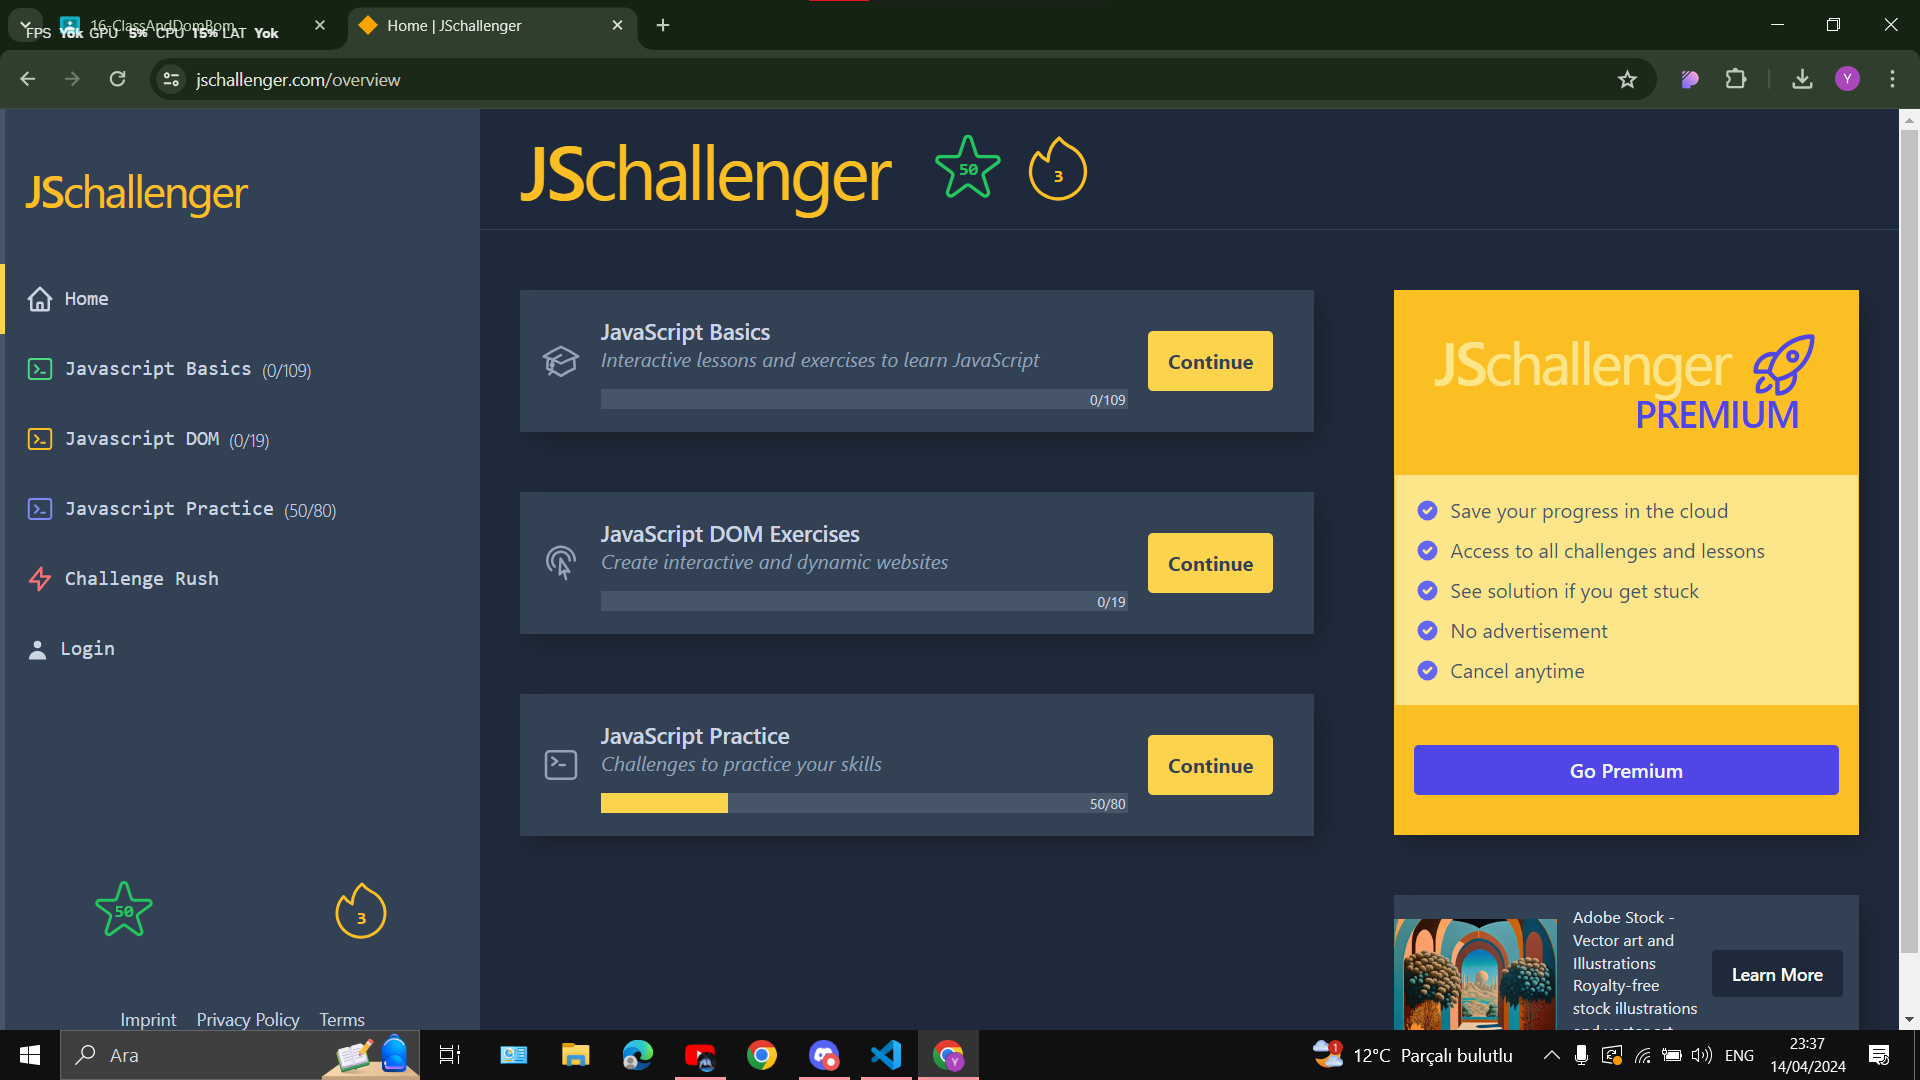 16-ClassAndDomBom
Home | JSchallenger
FPS Yok GPU 5% CPU 15% LAT Yok
jschallenger.com/overview
Y
JSchallenger
Home
Javascript Basics (0/109)
Javascript DOM (0/19)
Javascript Practice (50/80)
Challenge Rush
Login
50
3
Imprint Privacy Policy Terms
JSchallenger
50
3
JavaScript Basics
Interactive lessons and exercises to learn JavaScript
0/109
Continue
JavaScript DOM Exercises
Create interactive and dynamic websites
0/19
Continue
JavaScript Practice
Challenges to practice your skills
50/80
Continue
JSchallenger
PREMIUM
Save your progress in the cloud
Access to all challenges and lessons
See solution if you get stuck
No advertisement
Cancel anytime
Go Premium
Adobe Stock -
Vector art and
Illustrations
Royalty-free
stock illustrations
and vector art
Learn More
Ara
1
12°C Parçalı bulutlu
ENG
23:37
14/04/2024